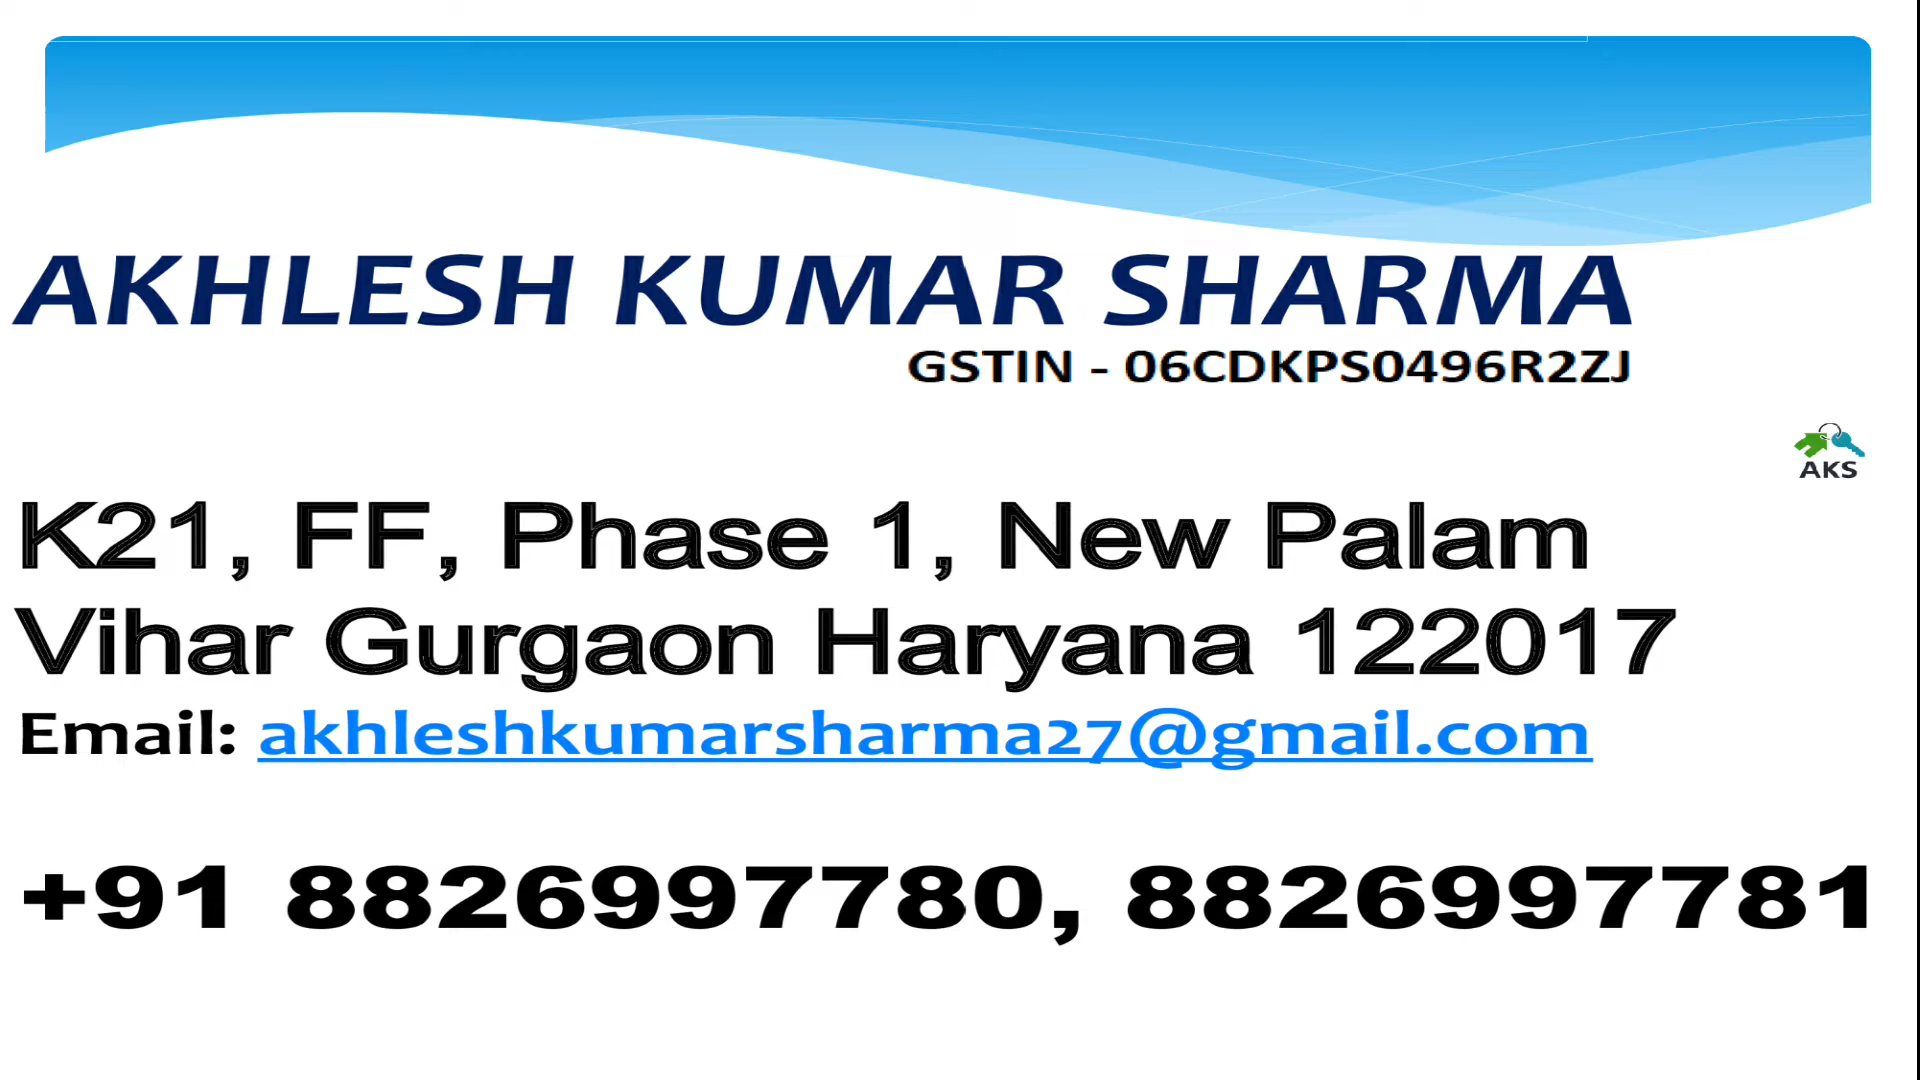 AKHLESH KUMAR SHARMA
GSTIN - 06CDKPS0496R2ZJ
AKS
K21, FF, Phase 1, New Palam
Vihar Gurgaon Haryana 122017
Email: akhleshkumarsharma27@gmail.com
+91 8826997780, 8826997781